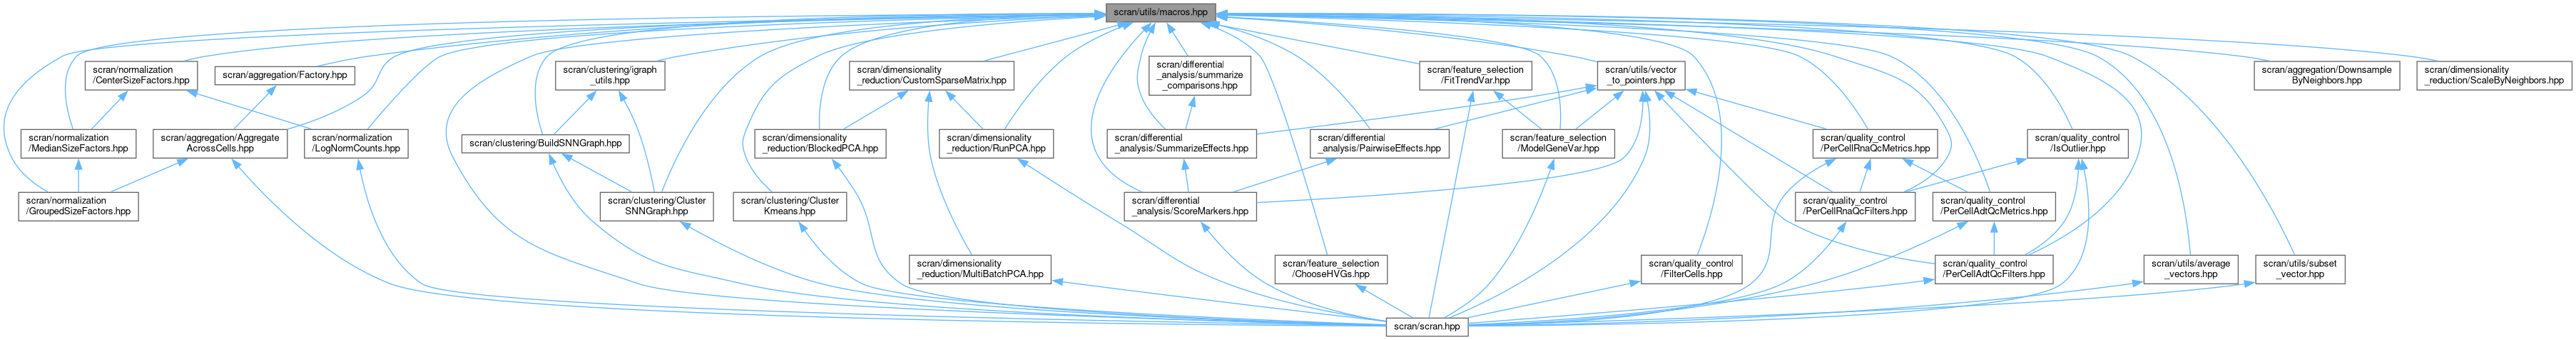 scran/utils/macros.hpp
scran/normalization
/CenterSizeFactors.hpp
scran/aggregation/Factory.hpp
scran/clustering/igraph
_utils.hpp
scran/dimensionality
_reduction/CustomSparseMatrix.hpp
scran/differential
_analysis/summarize
_comparisons.hpp
scran/feature_selection
/FitTrendVar.hpp
scran/utils/vector
_to_pointers.hpp
scran/aggregation/Downsample
ByNeighbors.hpp
scran/dimensionality
_reduction/ScaleByNeighbors.hpp
scran/normalization
/MedianSizeFactors.hpp
scran/aggregation/Aggregate
AcrossCells.hpp
scran/normalization
/LogNormCounts.hpp
scran/clustering/BuildSNNGraph.hpp
scran/dimensionality
_reduction/BlockedPCA.hpp
scran/dimensionality
_reduction/RunPCA.hpp
scran/differential
_analysis/SummarizeEffects.hpp
scran/differential
_analysis/PairwiseEffects.hpp
scran/feature_selection
/ModelGeneVar.hpp
scran/quality_control
/PerCellRnaQcMetrics.hpp
scran/quality_control
/IsOutlier.hpp
scran/normalization
/GroupedSizeFactors.hpp
scran/clustering/Cluster
SNNGraph.hpp
scran/clustering/Cluster
Kmeans.hpp
scran/differential
_analysis/ScoreMarkers.hpp
scran/quality_control
/PerCellRnaQcFilters.hpp
scran/quality_control
/PerCellAdtQcMetrics.hpp
scran/dimensionality
_reduction/MultiBatchPCA.hpp
scran/feature_selection
/ChooseHVGs.hpp
scran/quality_control
/FilterCells.hpp
scran/quality_control
/PerCellAdtQcFilters.hpp
scran/utils/average
_vectors.hpp
scran/utils/subset
_vector.hpp
scran/scran.hpp